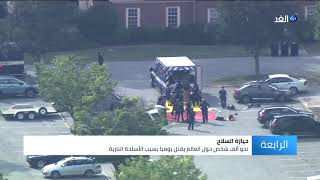 الغد
حيازة السلاح
نحو ألف شخص حول العالم يقتل يوميا بسبب الأسلحة النارية
الرابعة